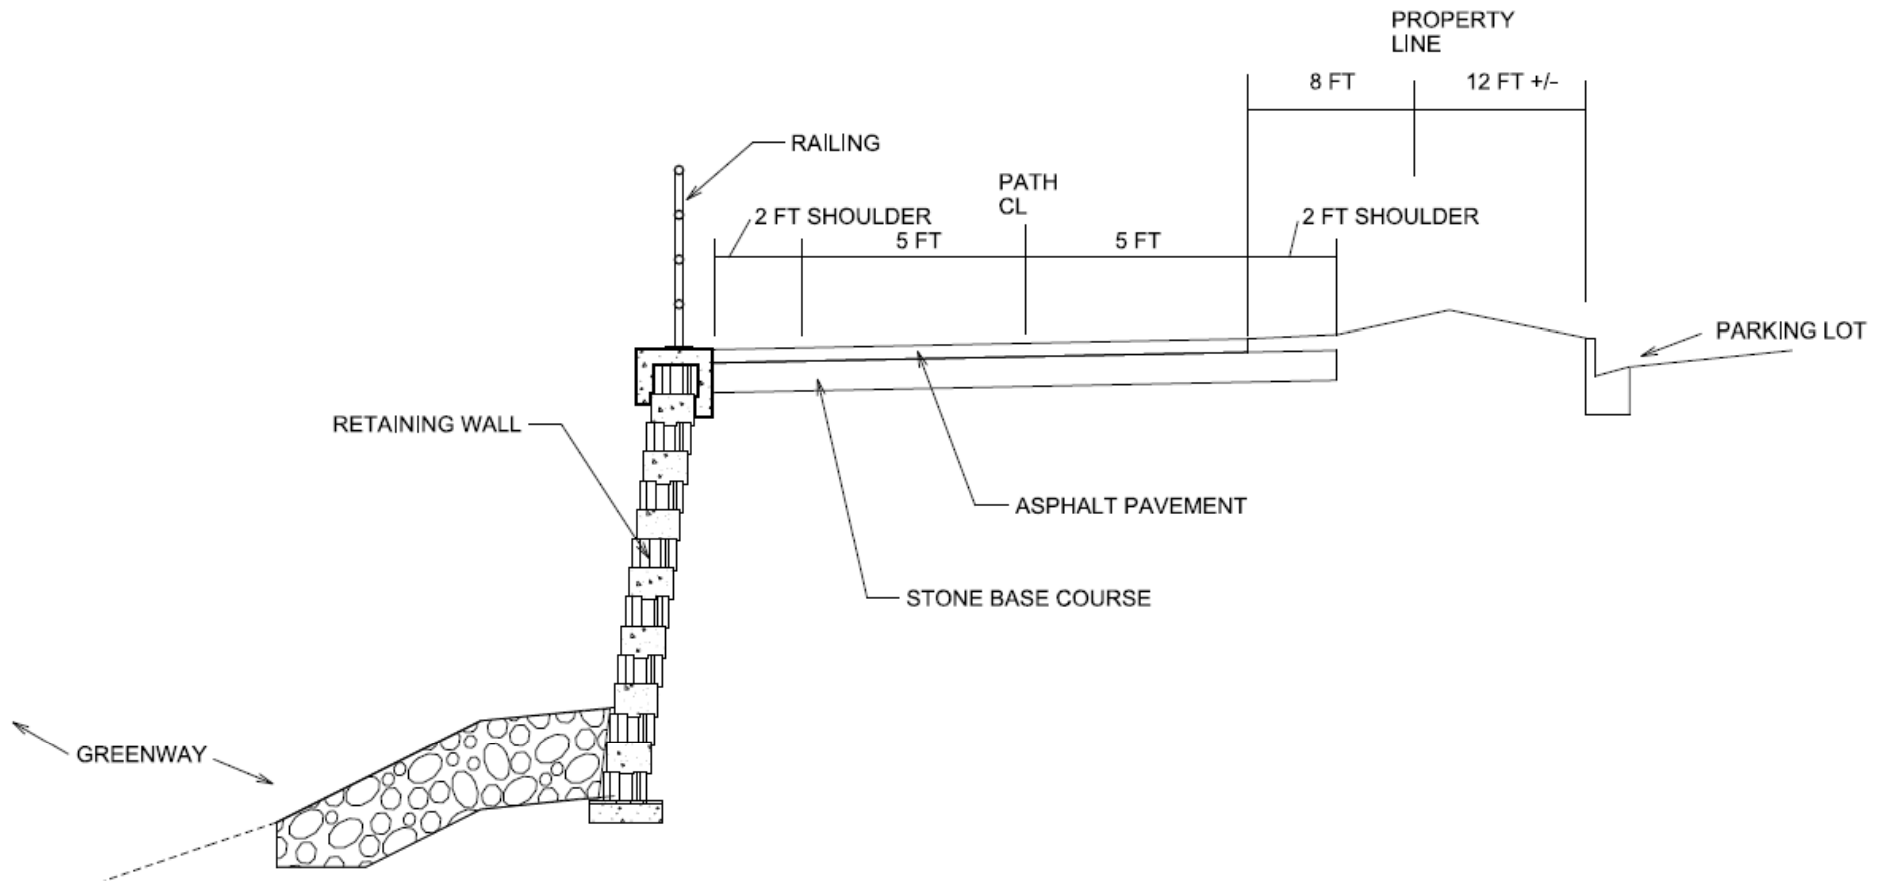 PROPERTY
LINE
8 FT
12 FT +/-
RAILING
PATH
CL
2 FT SHOULDER
2 FT SHOULDER
5 FT
5 FT
PARKING LOT
RETAINING WALL
ASPHALT PAVEMENT
STONE BASE COURSE
GREENWAY